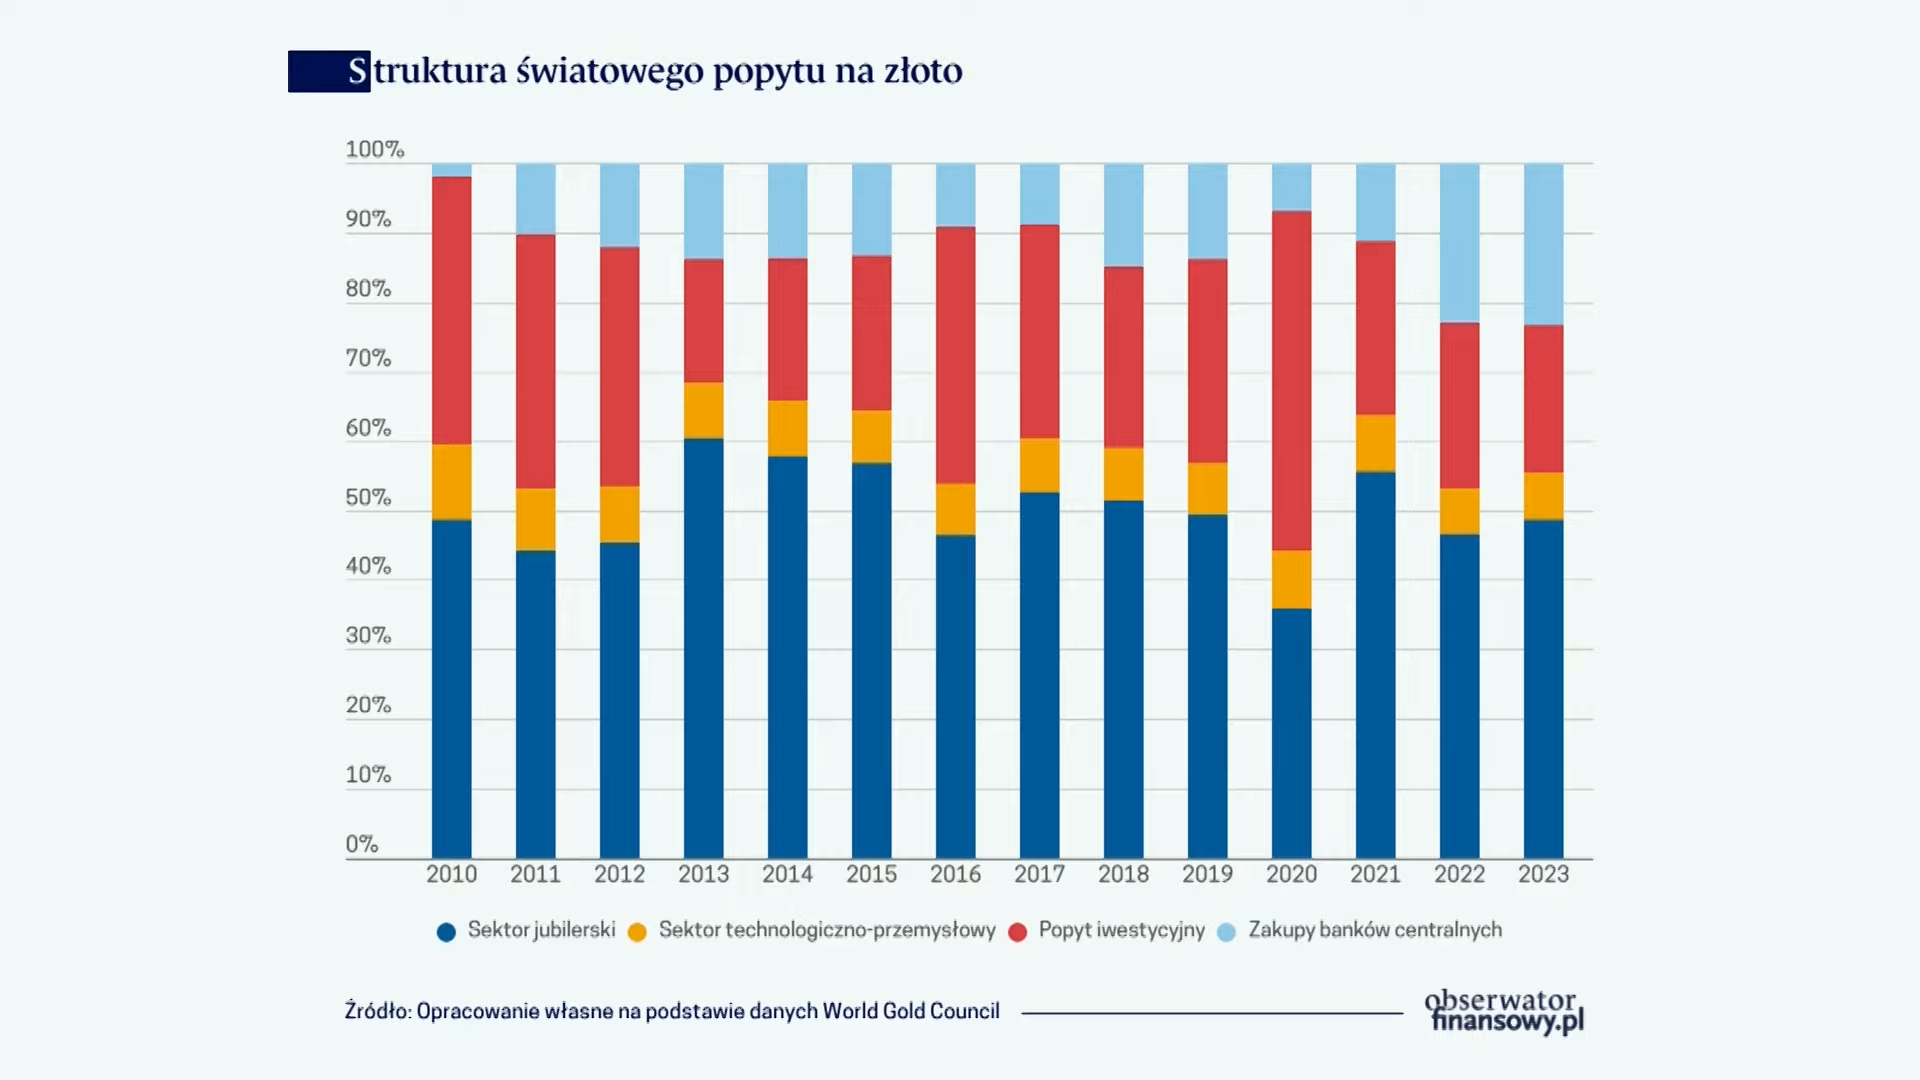 Struktura światowego popytu na złoto
100%
90%
80%
70%
60%
50%
40%
30%
20%
10%
0%
2010 2011 2012 2013 2014 2015 2016 2017 2018 2019 2020 2021 2022 2023
Sektor jubilerski Sektor technologiczno-przemysłowy Popyt iwestycyjny Zakupy banków centralnych
Źródło: Opracowanie własne na podstawie danych World Gold Council
obserwator
finansowy.pl